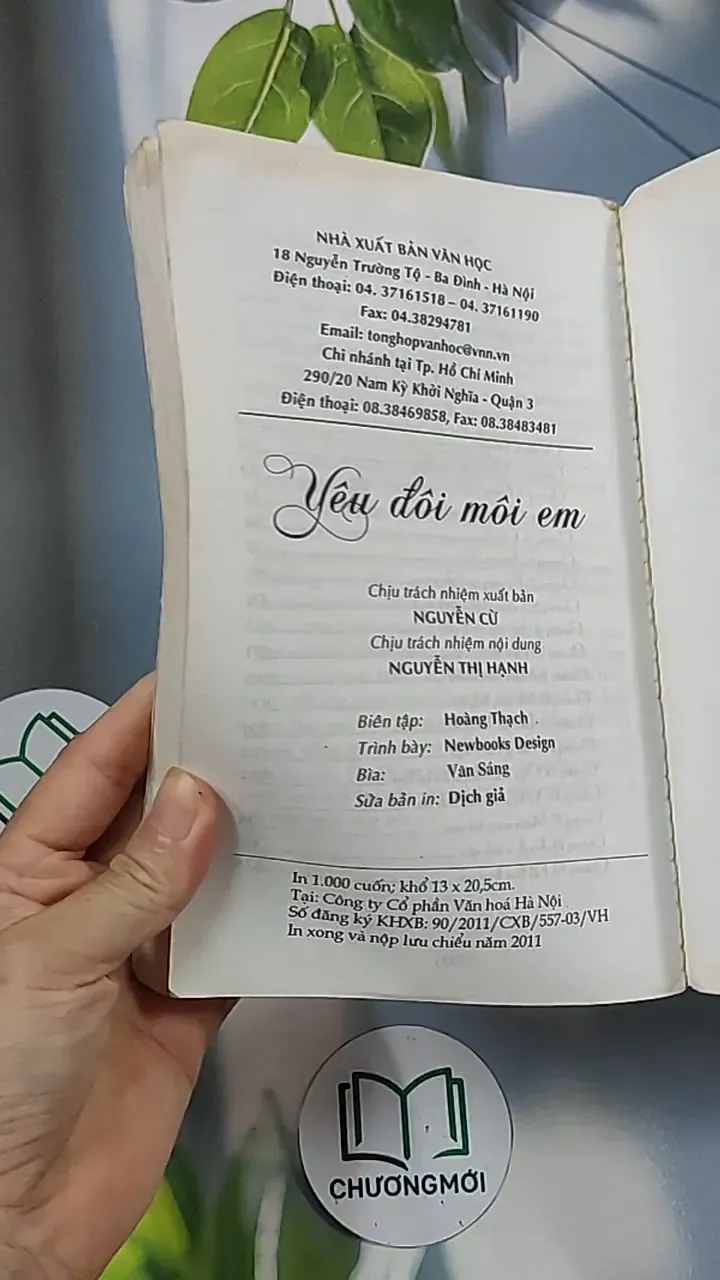 NHÀ XUẤT BẢN VĂN HỌC
18 Nguyễn Trường Tộ - Ba Đình - Hà Nội
Điện thoại: 04. 37161518 – 04. 37161190
Fax: 04.38294781
Email: tonghopvanhoc@vnn.vn
Chi nhánh tại Tp. Hồ Chí Minh
290/20 Nam Kỳ Khởi Nghĩa - Quận 3
Điện thoại: 08.38469858, Fax: 08.38483481
Yêu đôi môi em
Chịu trách nhiệm xuất bản
NGUYỄN CỪ
Chịu trách nhiệm nội dung
NGUYỄN THỊ HẠNH
Biên tập: Hoàng Thạch
Trình bày: Newbooks Design
Bìa: Văn Sáng
Sửa bản in: Dịch giả
In 1.000 cuốn; khổ 13 x 20,5cm.
Tại: Công ty Cổ phần Văn hoá Hà Nội
Số đăng ký KHXB: 90/2011/CXB/557-03/VH
In xong và nộp lưu chiểu năm 2011
CHƯƠNG MỚI